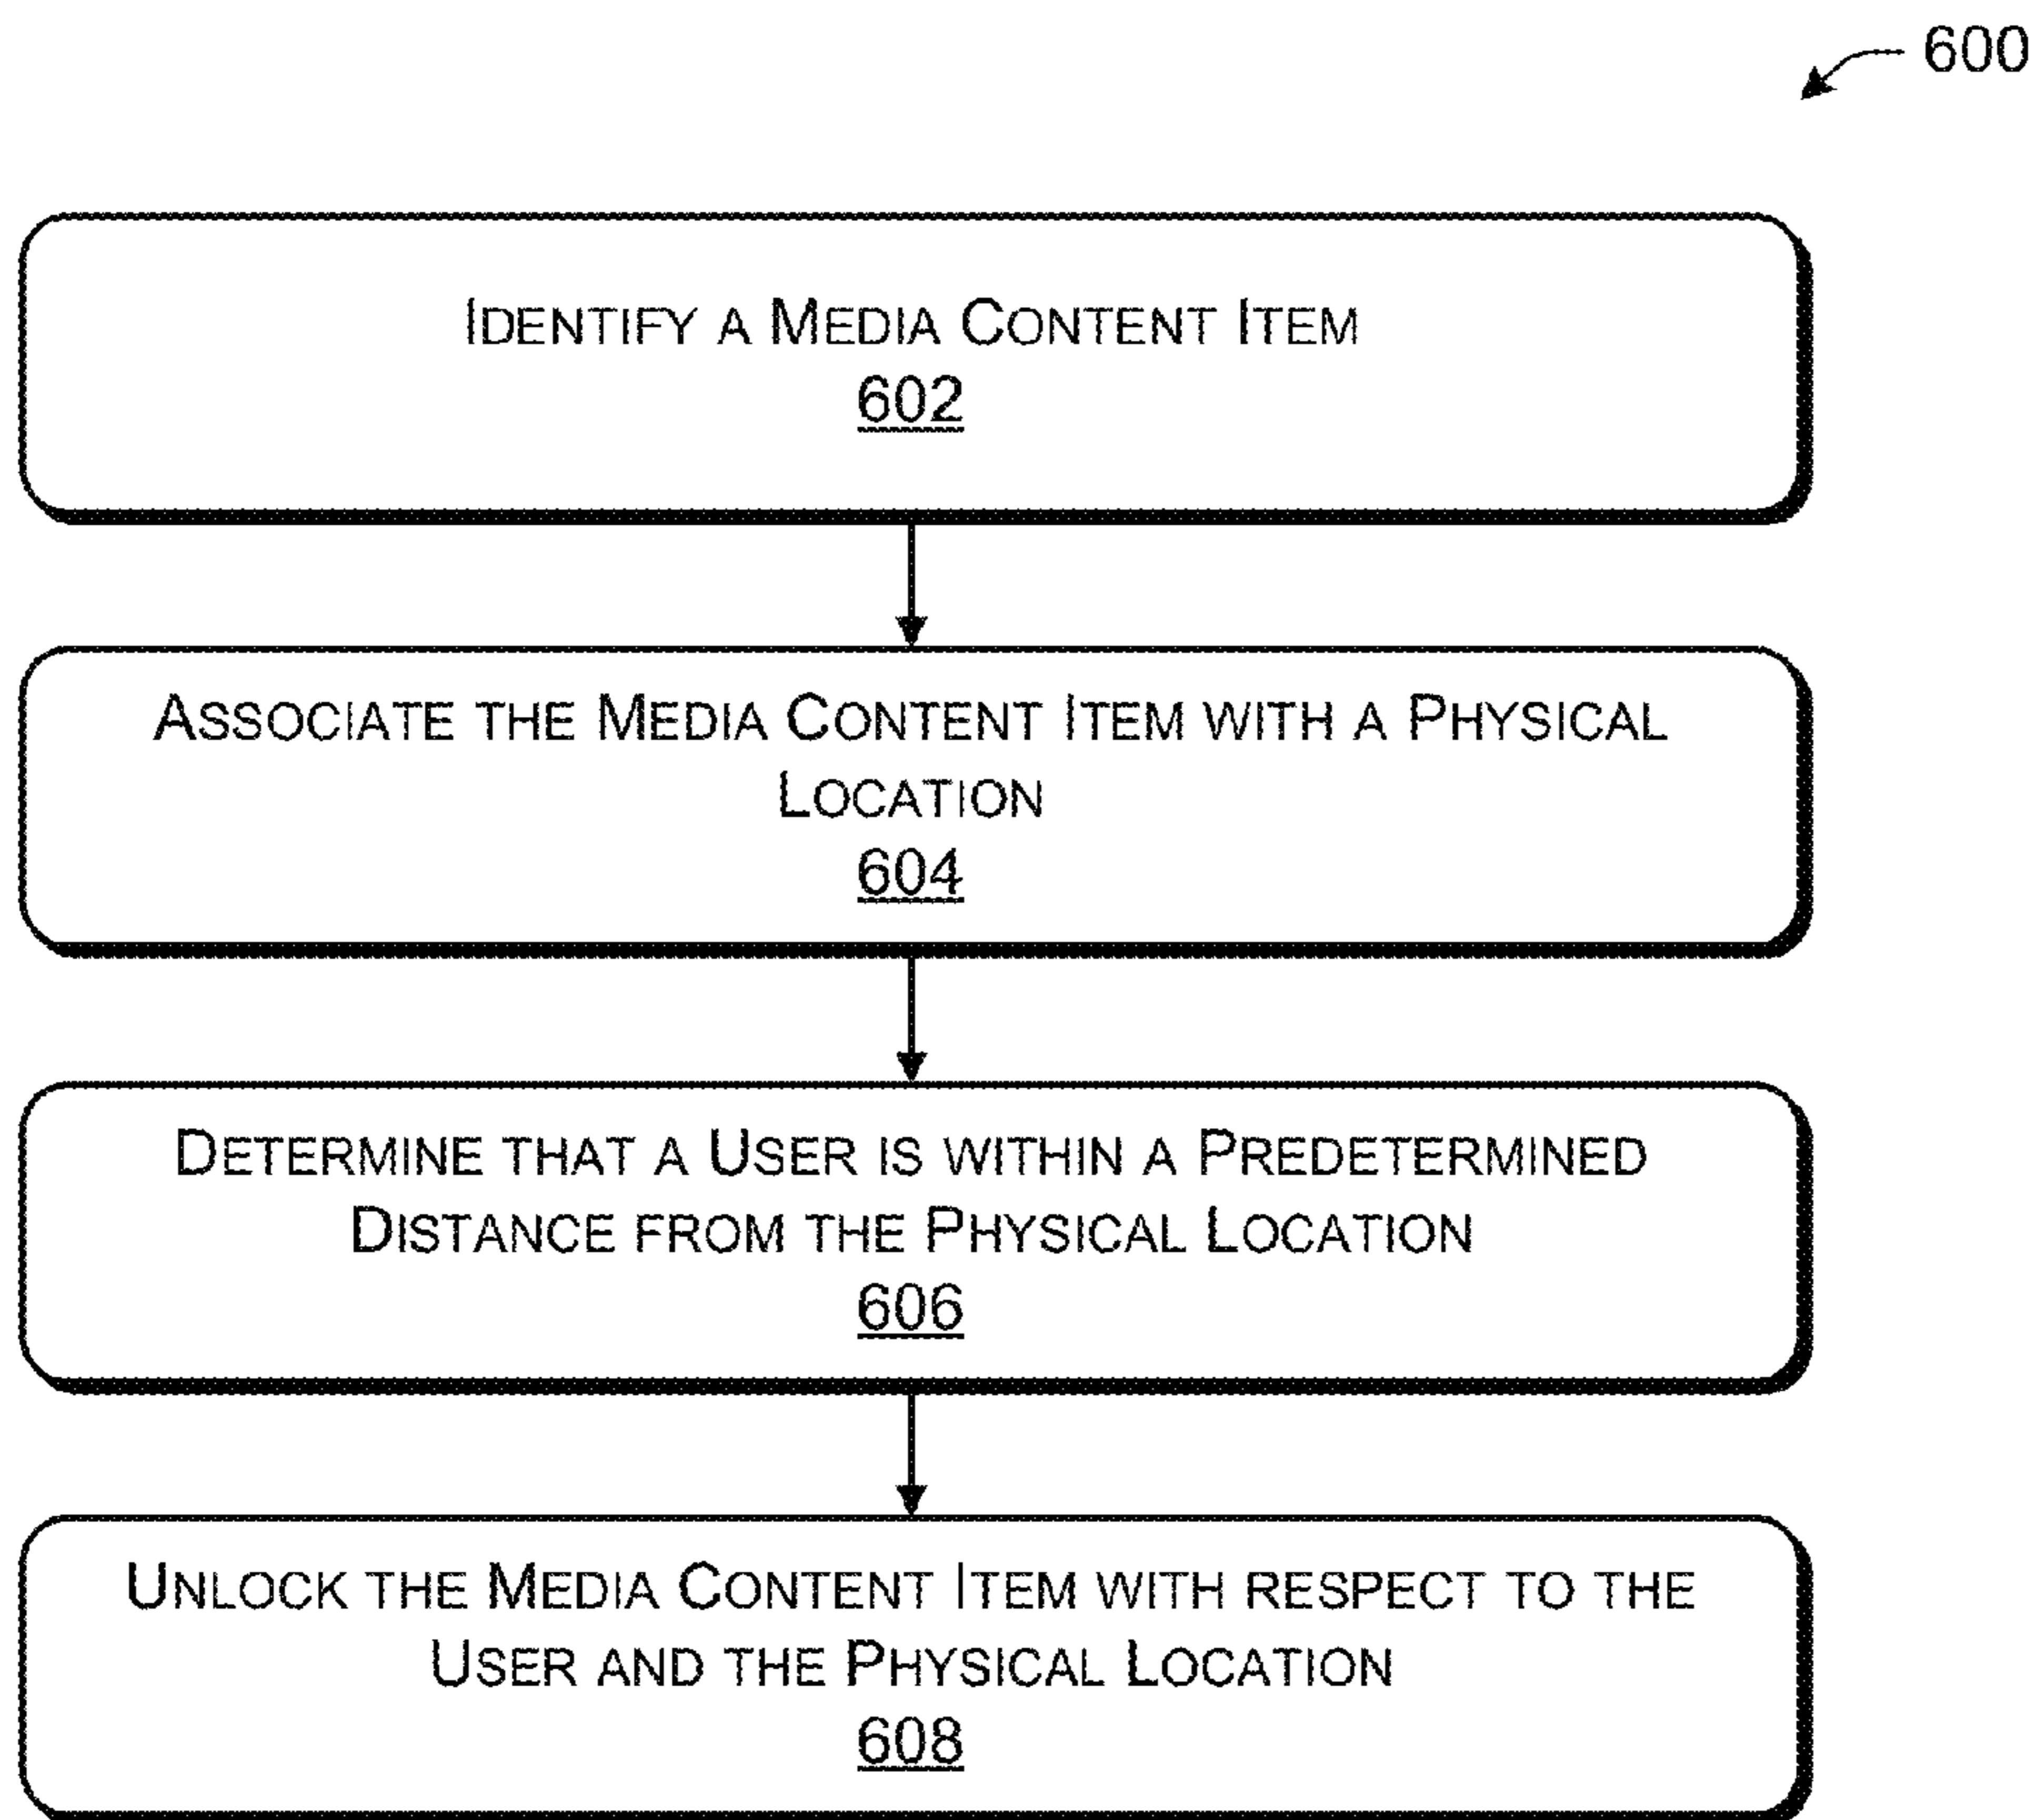 600
IDENTIFY A MEDIA CONTENT ITEM
602
ASSOCIATE THE MEDIA CONTENT ITEM WITH A PHYSICAL
LOCATION
604
DETERMINE THAT A USER IS WITHIN A PREDETERMINED
DISTANCE FROM THE PHYSICAL LOCATION
606
UNLOCK THE MEDIA CONTENT ITEM WITH RESPECT TO THE
USER AND THE PHYSICAL LOCATION
608